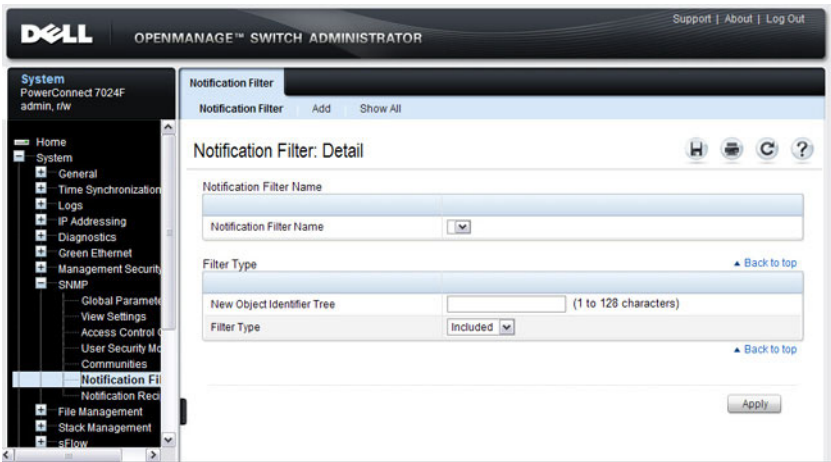 Support | About | Log Out
DELL
OPENMANAGE™ SWITCH ADMINISTRATOR
System
PowerConnect 7024F
admin, r/w
Notification Filter
Notification Filter Add Show All
Home
System
General
Time Synchronization
Logs
IP Addressing
Diagnostics
Green Ethernet
Management Security
SNMP
Global Paramete
View Settings
Access Control
User Security Mo
Communities
Notification Fil
Notification Reci
File Management
Stack Management
sFlow
Notification Filter: Detail
Notification Filter Name
Notification Filter Name
Filter Type
Back to top
New Object Identifier Tree (1 to 128 characters)
Filter Type Included
Back to top
Apply